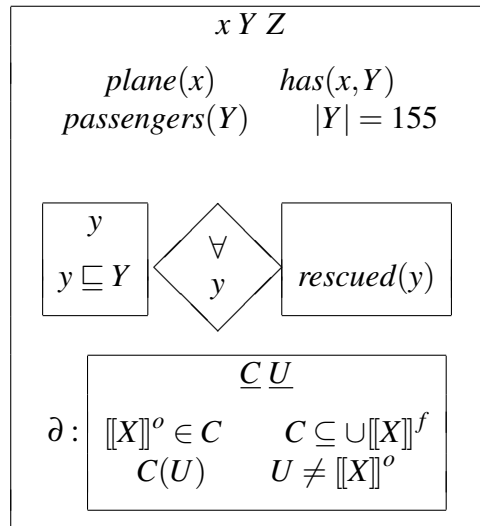 x Y Z
plane(x) has(x,Y)
passengers(Y) |Y| = 155
y
y ⊑ Y
∀
y
rescued(y)
∂ :
C U
⟦X⟧ᵒ ∈ C C ⊆ ∪⟦X⟧ᶠ
C(U) U ≠ ⟦X⟧ᵒ